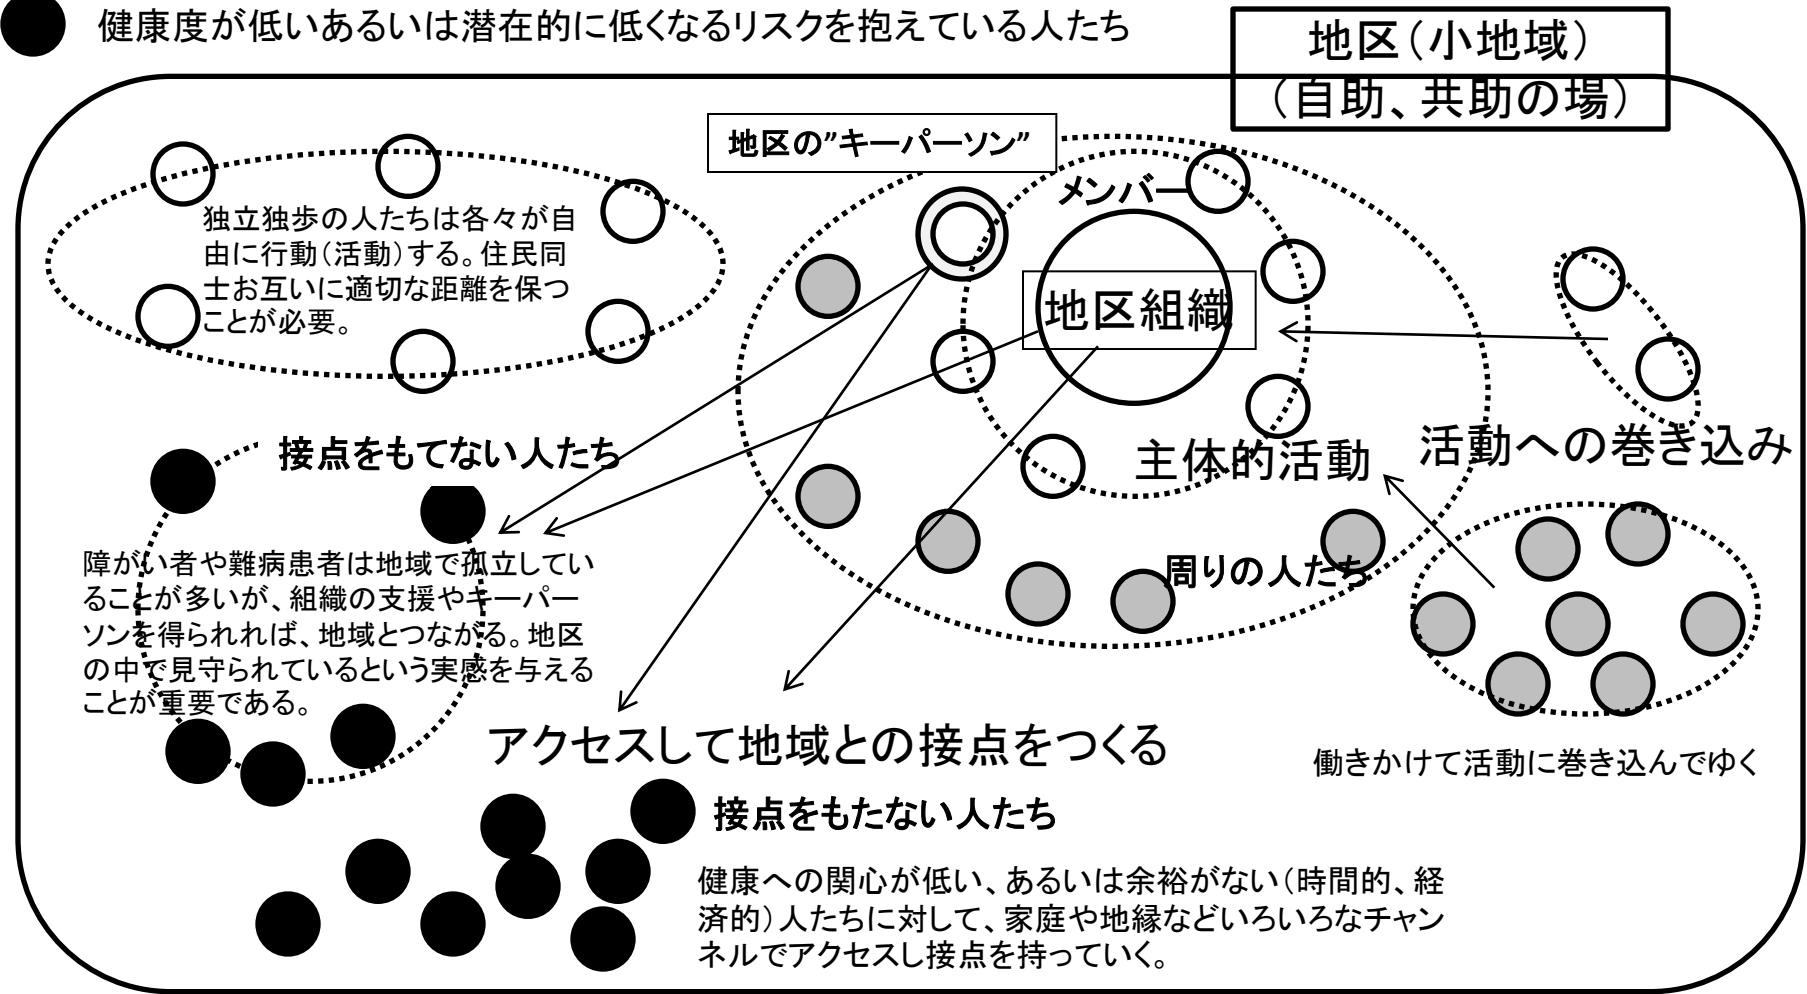 健康度が低いあるいは潜在的に低くなるリスクを抱えている人たち
地区（小地域）
（自助、共助の場）
地区の”キーパーソン”
メンバー
独立独歩の人たちは各々が自
由に行動（活動）する。住民同
士お互いに適切な距離を保つ
ことが必要。
地区組織
主体的活動
活動への巻き込み
接点をもてない人たち
障がい者や難病患者は地域で孤立してい
ることが多いが、組織の支援やキーパー
ソンを得られれば、地域とつながる。地区
の中で見守られているという実感を与える
ことが重要である。
周りの人たち
アクセスして地域との接点をつくる
働きかけて活動に巻き込んでゆく
接点をもたない人たち
健康への関心が低い、あるいは余裕がない（時間的、経
済的）人たちに対して、家庭や地縁などいろいろなチャン
ネルでアクセスし接点を持っていく。